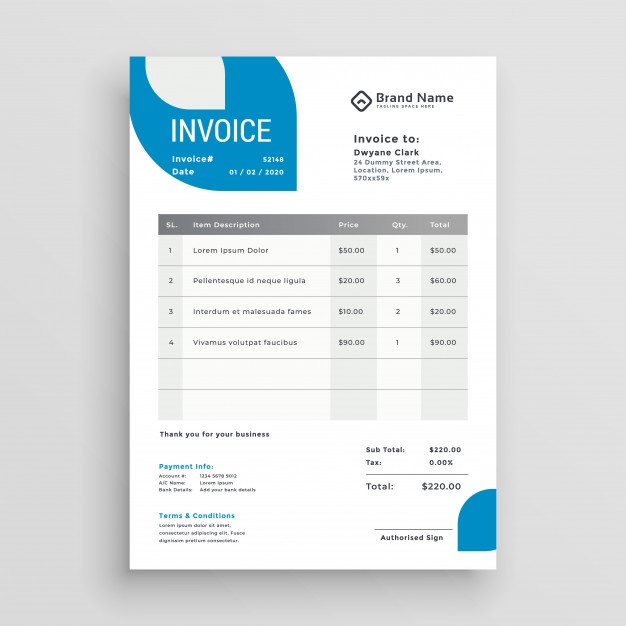 Brand Name
TAGLINE SPACE HERE
INVOICE
Invoice# 52148
Date 01 / 02 / 2020
Invoice to:
Dwyane Clark
24 Dummy Street Area,
Location, Lorem Ipsum,
570xx59x
SL. Item Description Price Qty. Total
1 Lorem Ipsum Dolor $50.00 1 $50.00
2 Pellentesque id neque ligula $20.00 3 $60.00
3 Interdum et malesuada fames $10.00 2 $20.00
4 Vivamus volutpat faucibus $90.00 1 $90.00
Thank you for your business
Sub Total: $220.00
Tax: 0.00%
Total: $220.00
Payment Info:
Account #: 1234 5678 9012
A/C Name: Lorem Ipsum
Bank Details: Add your bank details
Terms & Conditions
Lorem ipsum dolor sit amet,
consectetur adipiscing elit. Fusce
dignissim pretium consectetur.
Authorised Sign